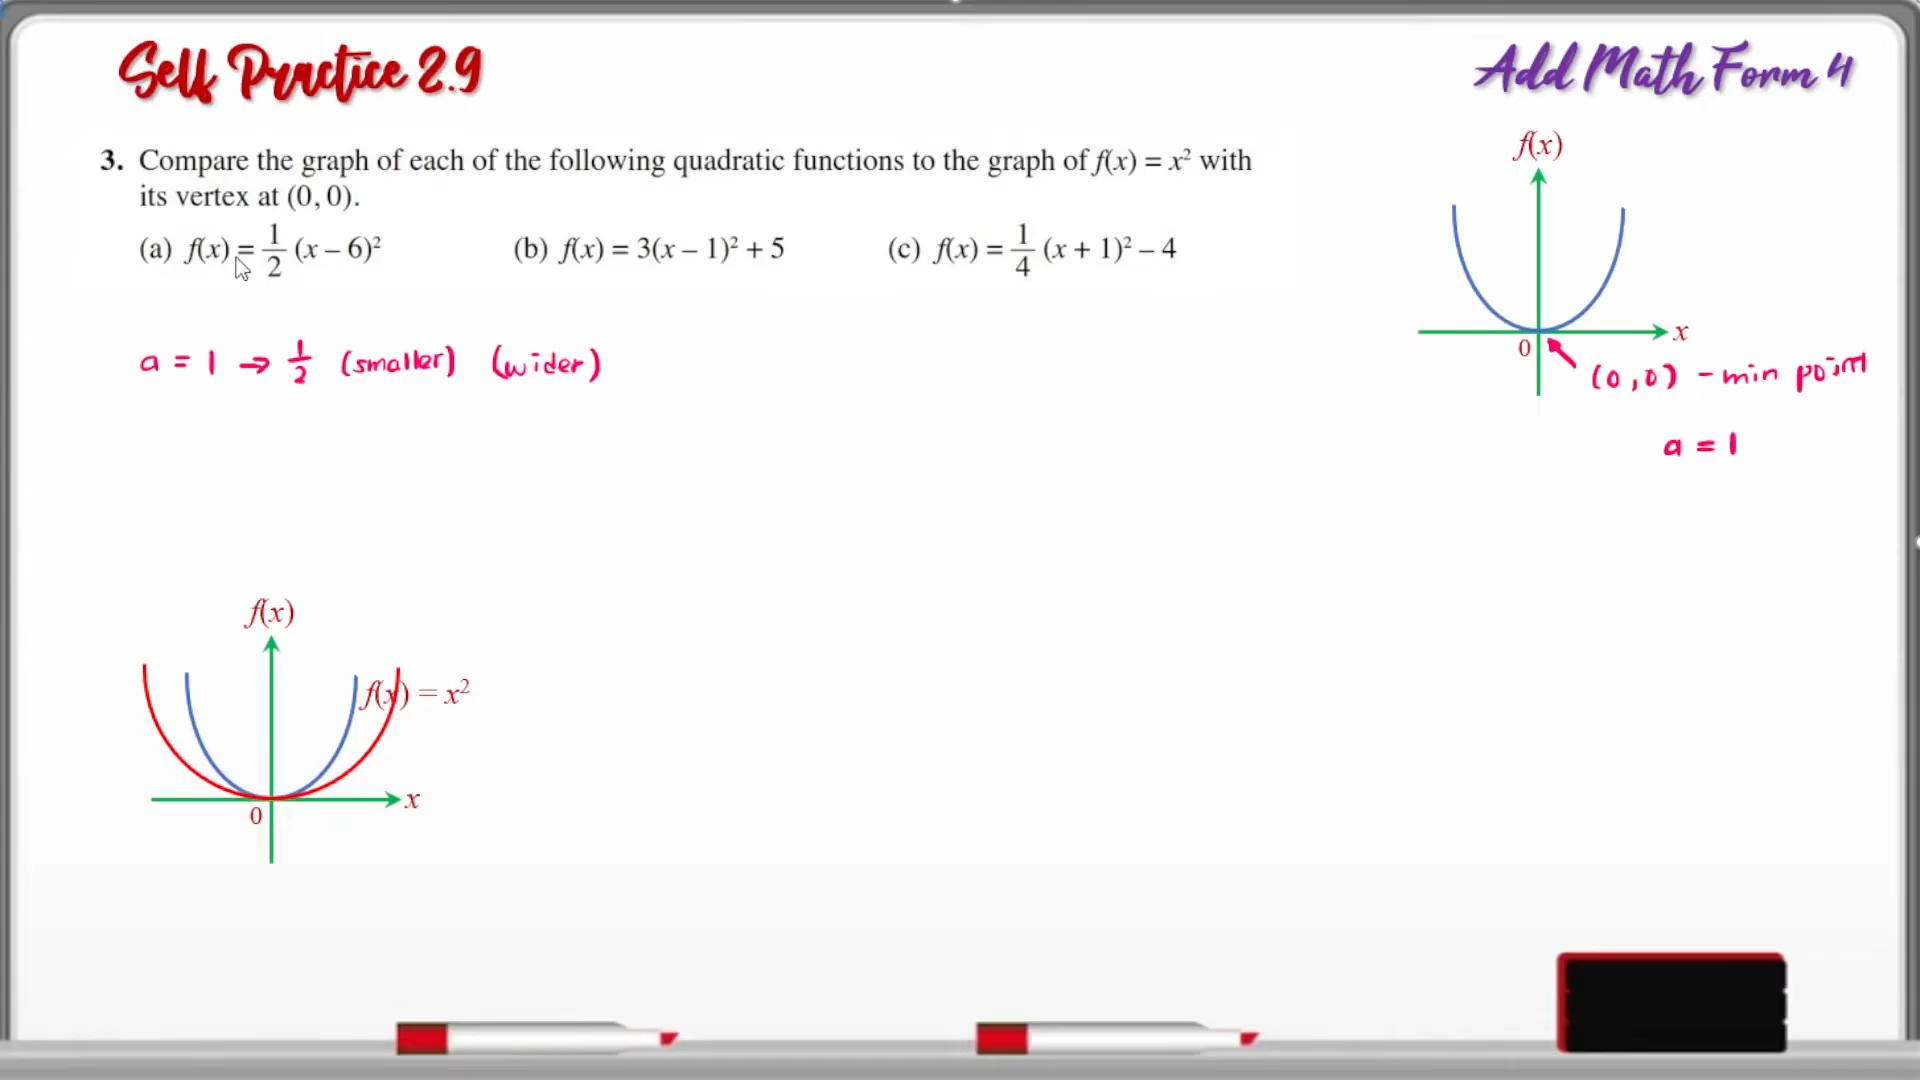 Self Practice 2.9
Add Math Form 4
3. Compare the graph of each of the following quadratic functions to the graph of f(x) = x² with
its vertex at (0, 0).
(a) f(x) = 1/2 (x – 6)² (b) f(x) = 3(x – 1)² + 5 (c) f(x) = 1/4 (x + 1)² – 4
f(x)
x
0
(0,0) - min point
a = 1
a = 1 → 1/2 (smaller) (wider)
f(x)
f(x) = x²
x
0